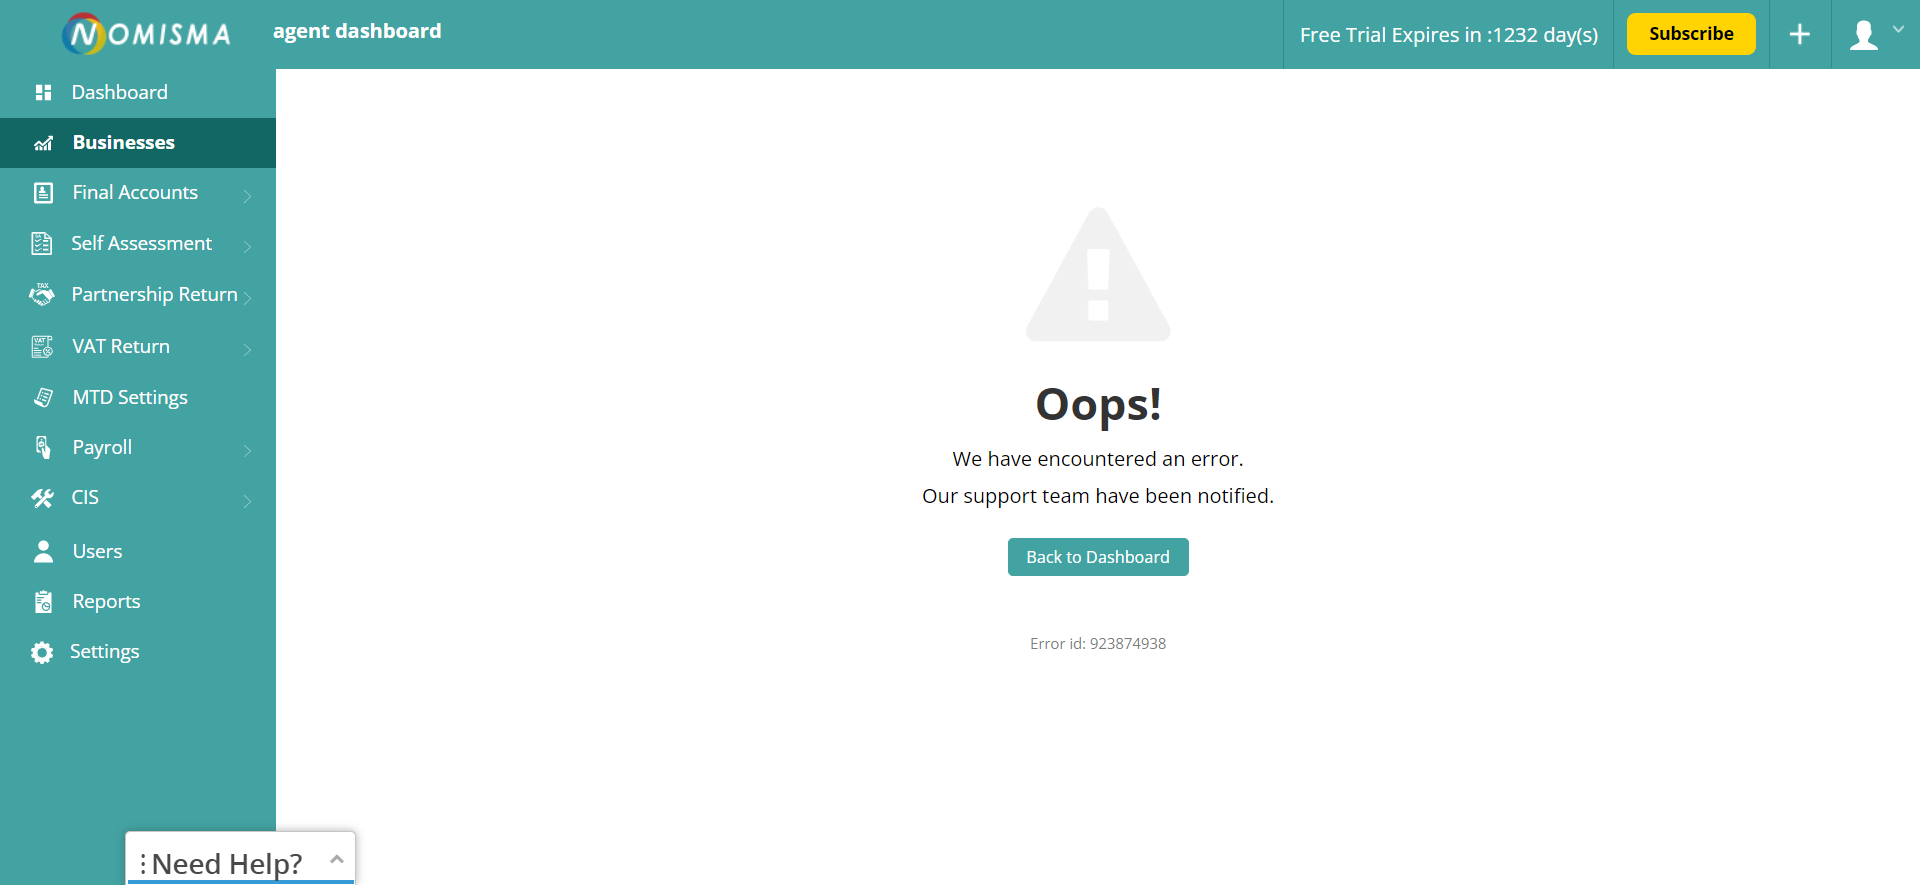 NOMISMA
agent dashboard
Free Trial Expires in :1232 day(s)
Subscribe
Dashboard
Businesses
Final Accounts
Self Assessment
TAX
Partnership Return
VAT
VAT Return
MTD Settings
Payroll
CIS
Users
Reports
Settings
Oops!
We have encountered an error.
Our support team have been notified.
Back to Dashboard
Error id: 923874938
Need Help?